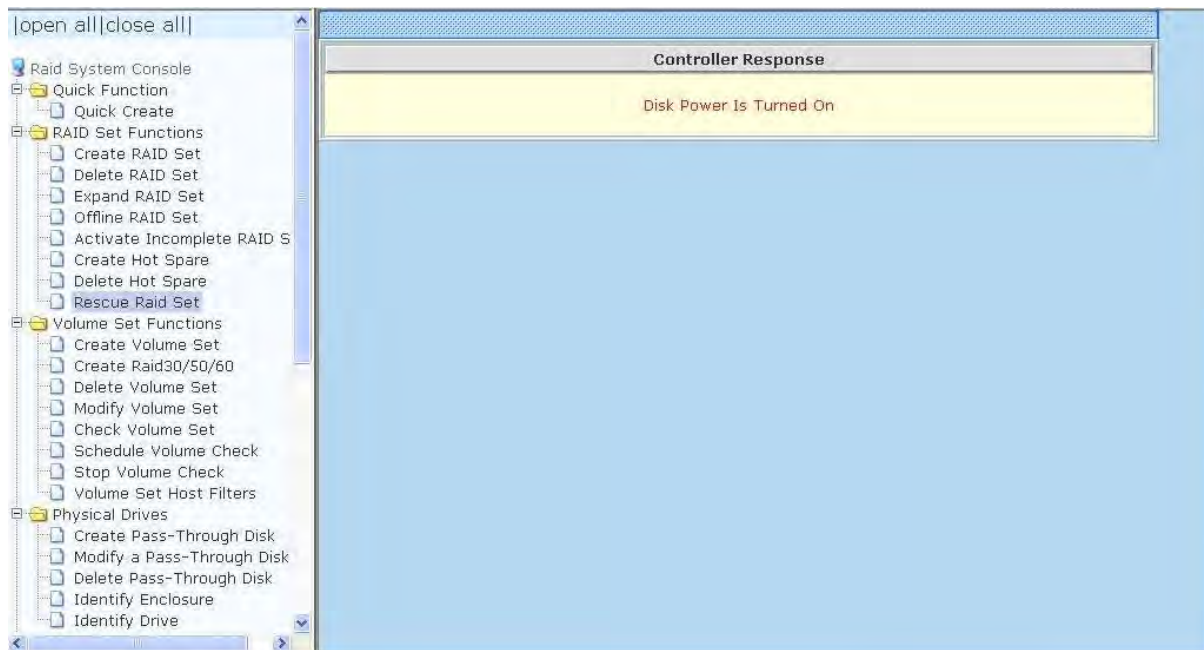 |open all|close all|
Raid System Console
Quick Function
Quick Create
RAID Set Functions
Create RAID Set
Delete RAID Set
Expand RAID Set
Offline RAID Set
Activate Incomplete RAID S
Create Hot Spare
Delete Hot Spare
Rescue Raid Set
Volume Set Functions
Create Volume Set
Create Raid30/50/60
Delete Volume Set
Modify Volume Set
Check Volume Set
Schedule Volume Check
Stop Volume Check
Volume Set Host Filters
Physical Drives
Create Pass-Through Disk
Modify a Pass-Through Disk
Delete Pass-Through Disk
Identify Enclosure
Identify Drive
Controller Response
Disk Power Is Turned On